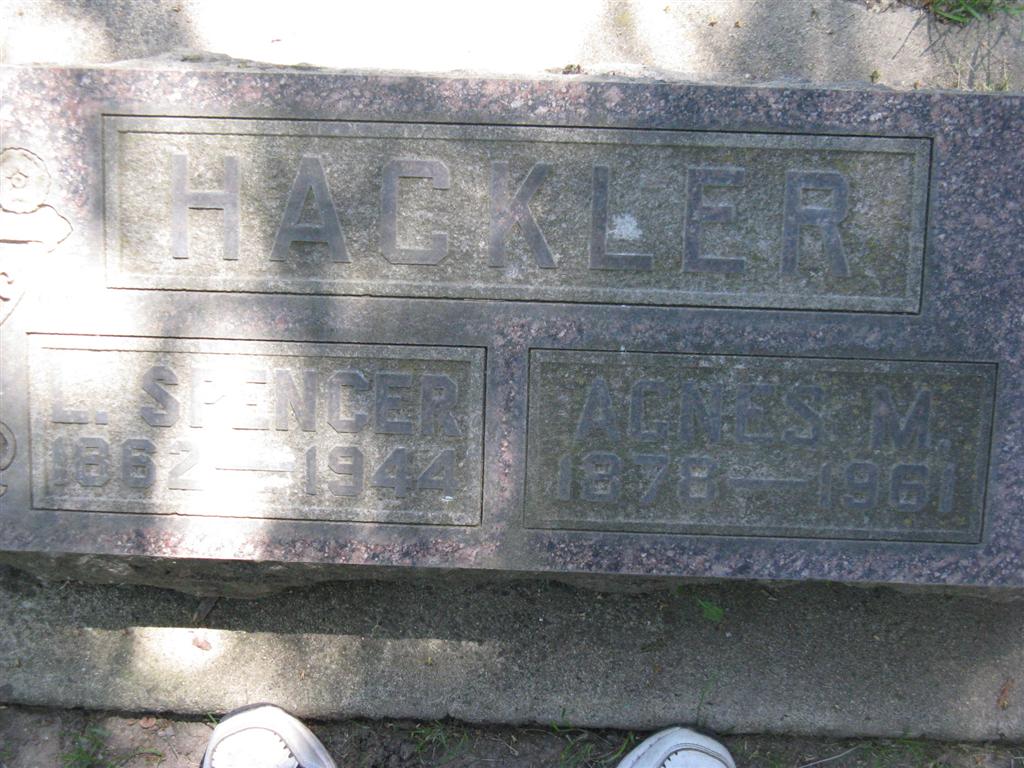 HACKLER
L. SPENCER
1862 — 1944
AGNES M.
1878 — 1961